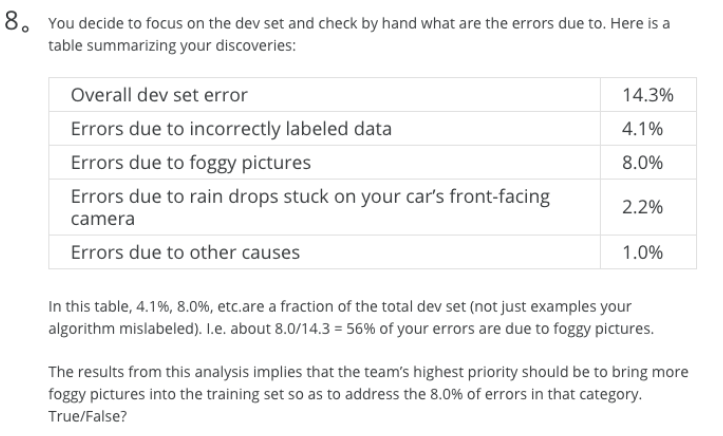 8。 You decide to focus on the dev set and check by hand what are the errors due to. Here is a
table summarizing your discoveries:
Overall dev set error 14.3%
Errors due to incorrectly labeled data 4.1%
Errors due to foggy pictures 8.0%
Errors due to rain drops stuck on your car's front-facing
camera 2.2%
Errors due to other causes 1.0%
In this table, 4.1%, 8.0%, etc.are a fraction of the total dev set (not just examples your
algorithm mislabeled). I.e. about 8.0/14.3 = 56% of your errors are due to foggy pictures.
The results from this analysis implies that the team's highest priority should be to bring more
foggy pictures into the training set so as to address the 8.0% of errors in that category.
True/False?